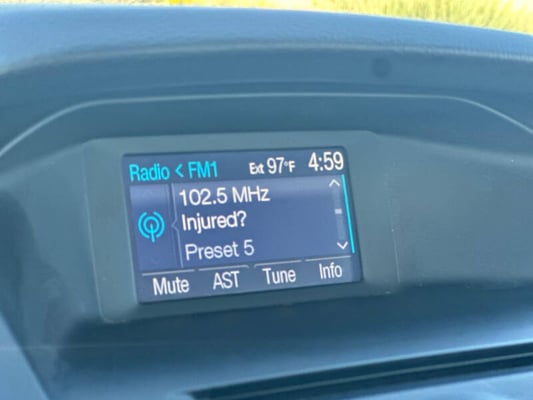 Radio < FM1 Ext 97°F 4:59
102.5 MHz
Injured?
Preset 5
Mute AST Tune Info